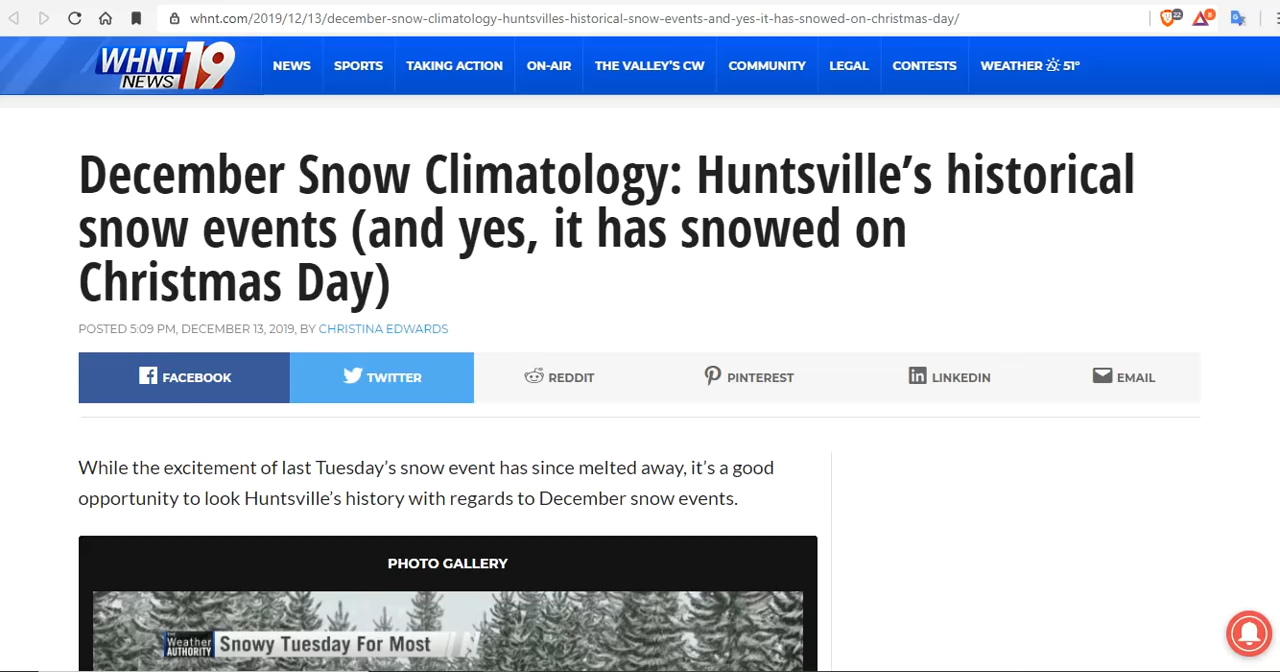 whnt.com/2019/12/13/december-snow-climatology-huntsvilles-historical-snow-events-and-yes-it-has-snowed-on-christmas-day/
22
8
WHNT 19
NEWS
NEWS SPORTS TAKING ACTION ON-AIR THE VALLEY'S CW COMMUNITY LEGAL CONTESTS WEATHER 51°
December Snow Climatology: Huntsville’s historical
snow events (and yes, it has snowed on
Christmas Day)
POSTED 5:09 PM, DECEMBER 13, 2019, BY CHRISTINA EDWARDS
FACEBOOK TWITTER REDDIT PINTEREST LINKEDIN EMAIL
While the excitement of last Tuesday’s snow event has since melted away, it’s a good
opportunity to look Huntsville’s history with regards to December snow events.
PHOTO GALLERY
The Weather AUTHORITY Snowy Tuesday For Most